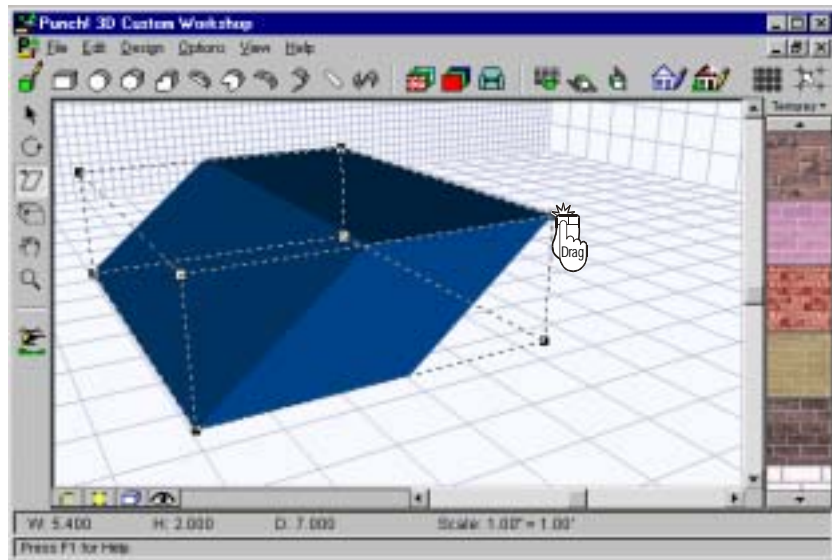 Punch! 3D Custom Workshop
File Edit Design Options View Help
Textures
Drag
W: 5.400 H: 2.000 D: 7.000 Scale: 1.00" = 1.00"
Press F1 for Help